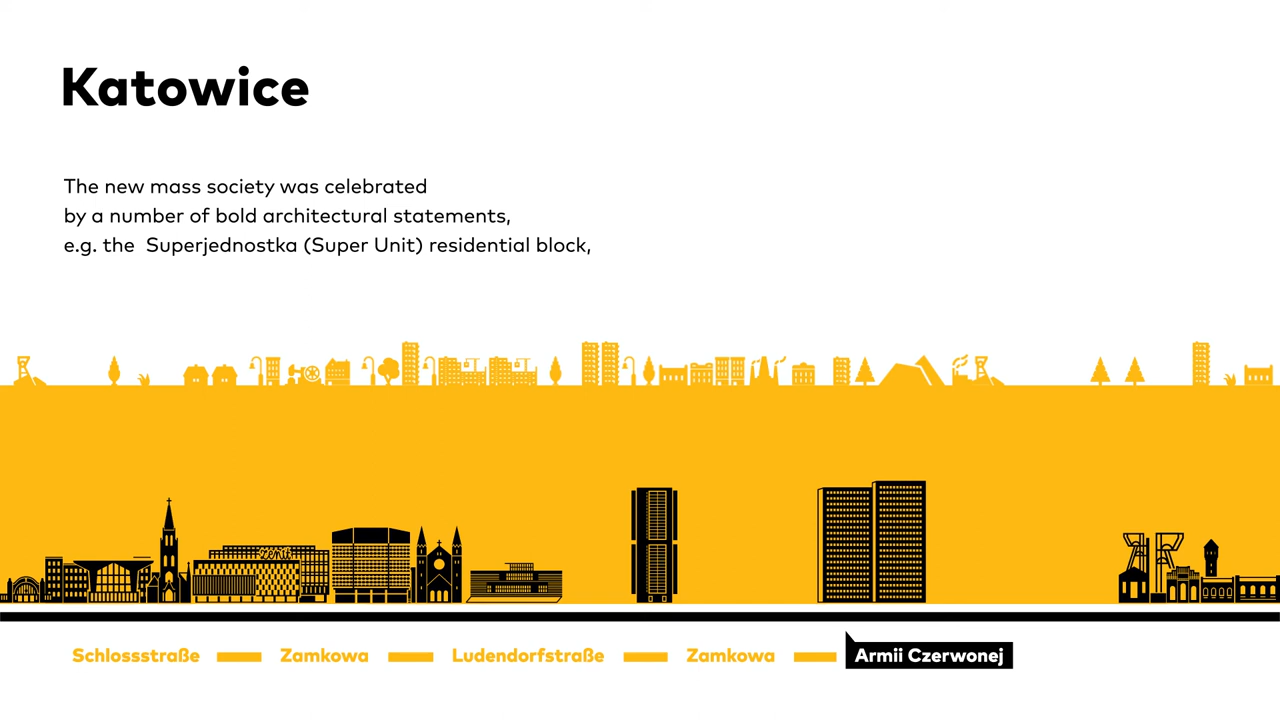 Katowice
The new mass society was celebrated
by a number of bold architectural statements,
e.g. the Superjednostka (Super Unit) residential block,
Zenit
Schlossstraße Zamkowa Ludendorfstraße Zamkowa Armii Czerwonej